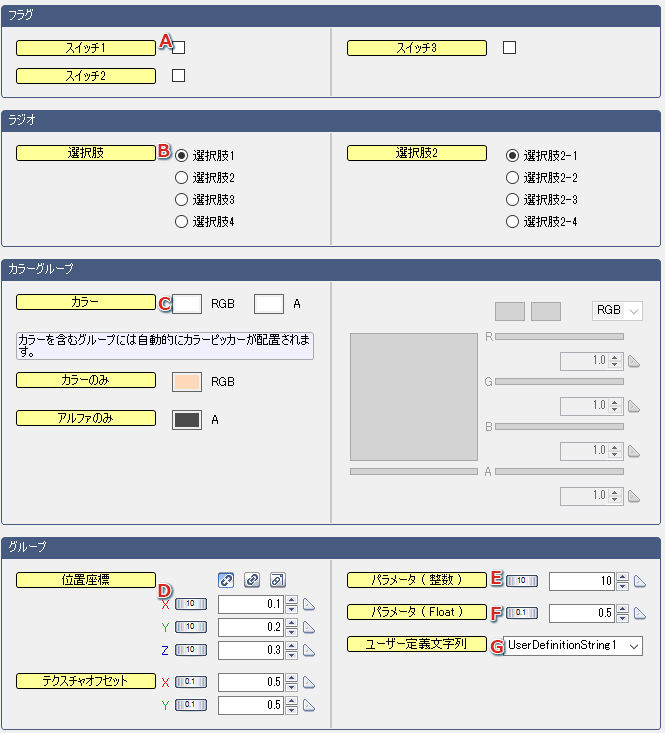 フラグ
スイッチ1
A
スイッチ3
スイッチ2
ラジオ
選択肢
B
選択肢1
選択肢2
選択肢3
選択肢4
選択肢2
選択肢2-1
選択肢2-2
選択肢2-3
選択肢2-4
カラーグループ
カラー
C
RGB
A
カラーを含むグループには自動的にカラーピッカーが配置されま
す。
カラーのみ
RGB
アルファのみ
A
RGB
R
1.0
G
1.0
B
1.0
A
1.0
グループ
位置座標
D
X 10 0.1
Y 10 0.2
Z 10 0.3
テクスチャオフセット
X 0.1 0.5
Y 0.1 0.5
パラメータ ( 整数 )
E
10 10
パラメータ ( Float )
F
0.1 0.5
ユーザー定義文字列
G
UserDefinitionString1